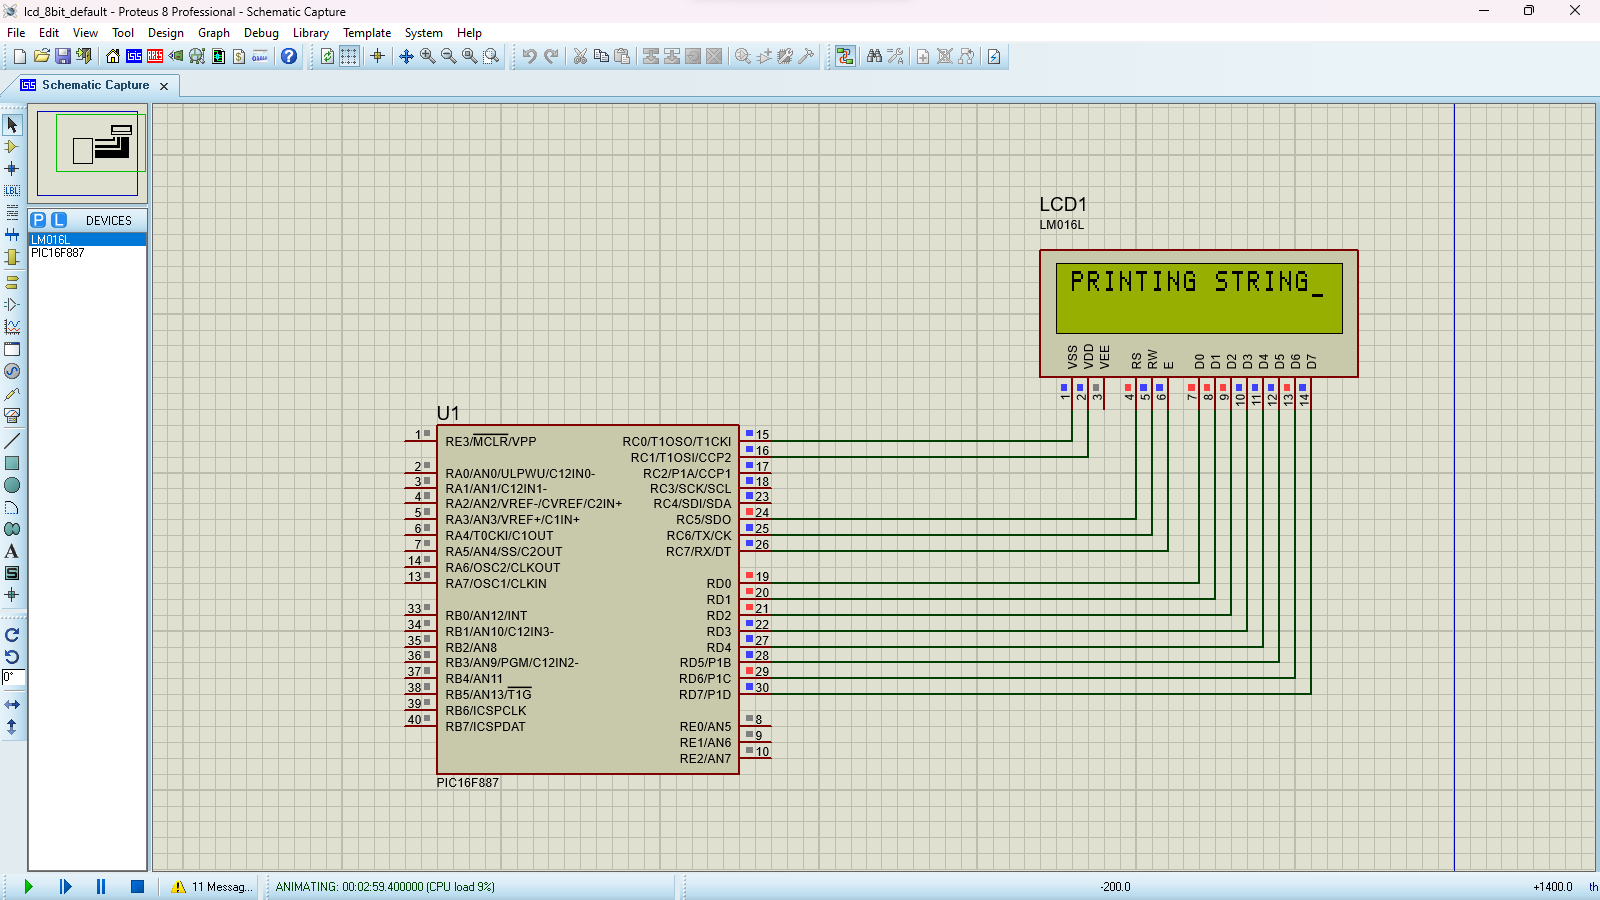 lcd_8bit_default - Proteus 8 Professional - Schematic Capture
File Edit View Tool Design Graph Debug Library Template System Help
Schematic Capture
P L DEVICES
LM016L
PIC16F887
LBL
A
S
0°
LCD1
LM016L
PRINTING STRING_
VSS VDD VEE RS RW E D0 D1 D2 D3 D4 D5 D6 D7
1 2 3 4 5 6 7 8 9 10 11 12 13 14
U1
1 RE3/MCLR/VPP RC0/T1OSO/T1CKI 15
RC1/T1OSI/CCP2 16
2 RA0/AN0/ULPWU/C12IN0- RC2/P1A/CCP1 17
3 RA1/AN1/C12IN1- RC3/SCK/SCL 18
4 RA2/AN2/VREF-/CVREF/C2IN+ RC4/SDI/SDA 23
5 RA3/AN3/VREF+/C1IN+ RC5/SDO 24
6 RA4/T0CKI/C1OUT RC6/TX/CK 25
7 RA5/AN4/SS/C2OUT RC7/RX/DT 26
14 RA6/OSC2/CLKOUT
13 RA7/OSC1/CLKIN RD0 19
RD1 20
33 RB0/AN12/INT RD2 21
34 RB1/AN10/C12IN3- RD3 22
35 RB2/AN8 RD4 27
36 RB3/AN9/PGM/C12IN2- RD5/P1B 28
37 RB4/AN11 RD6/P1C 29
38 RB5/AN13/T1G RD7/P1D 30
39 RB6/ICSPCLK
40 RB7/ICSPDAT RE0/AN5 8
RE1/AN6 9
RE2/AN7 10
PIC16F887
11 Messag... ANIMATING: 00:02:59.400000 (CPU load 9%) -200.0 +1400.0 th